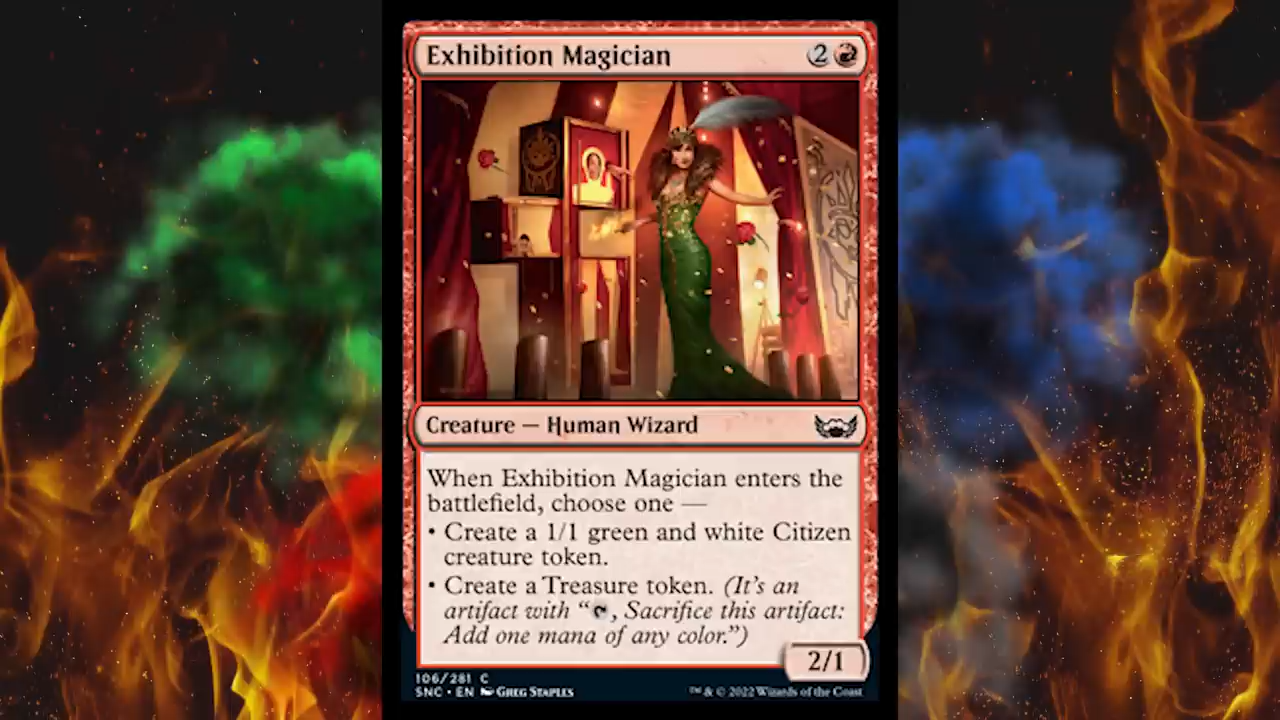 Exhibition Magician 2
Creature — Human Wizard
When Exhibition Magician enters the
battlefield, choose one —
• Create a 1/1 green and white Citizen
creature token.
• Create a Treasure token. (It's an
artifact with “, Sacrifice this artifact:
Add one mana of any color.”)
2/1
106/281 C
SNC • EN Greg Staples
™ & © 2022 Wizards of the Coast